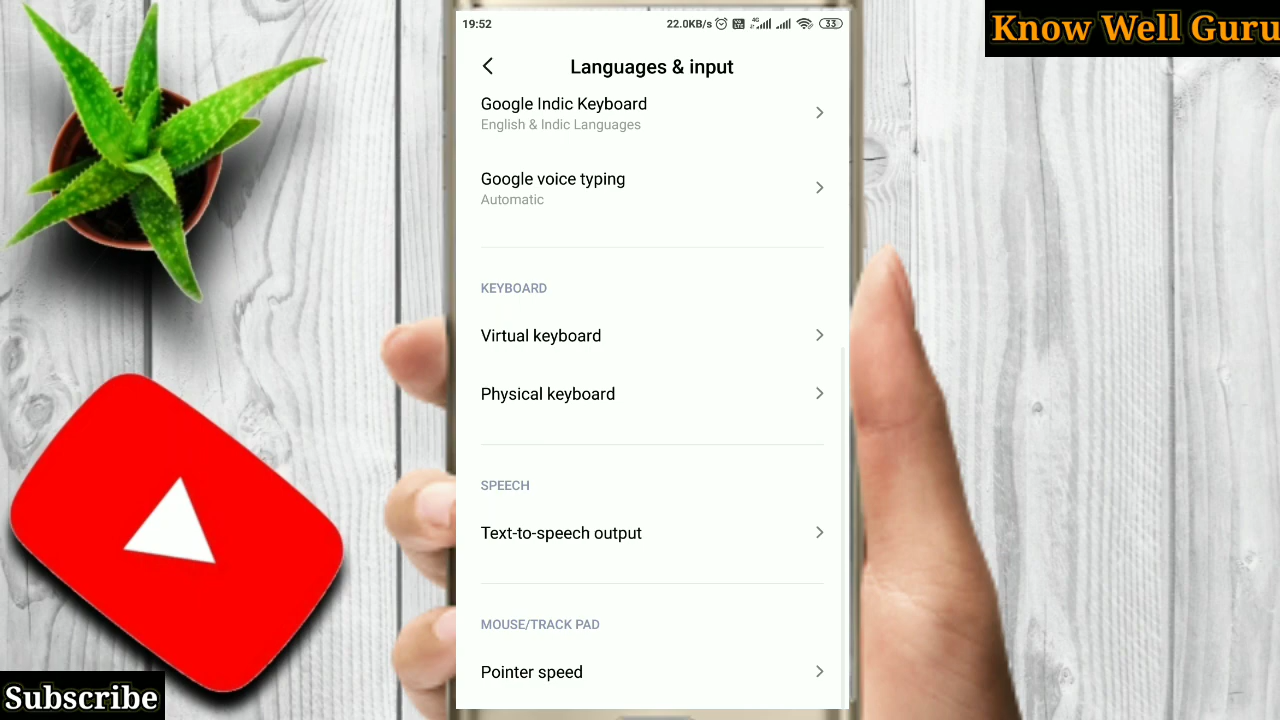 Know Well Guru
19:52
22.0KB/s 4G 33
Languages & input
Google Indic Keyboard
English & Indic Languages
Google voice typing
Automatic
KEYBOARD
Virtual keyboard
Physical keyboard
SPEECH
Text-to-speech output
MOUSE/TRACK PAD
Pointer speed
Subscribe